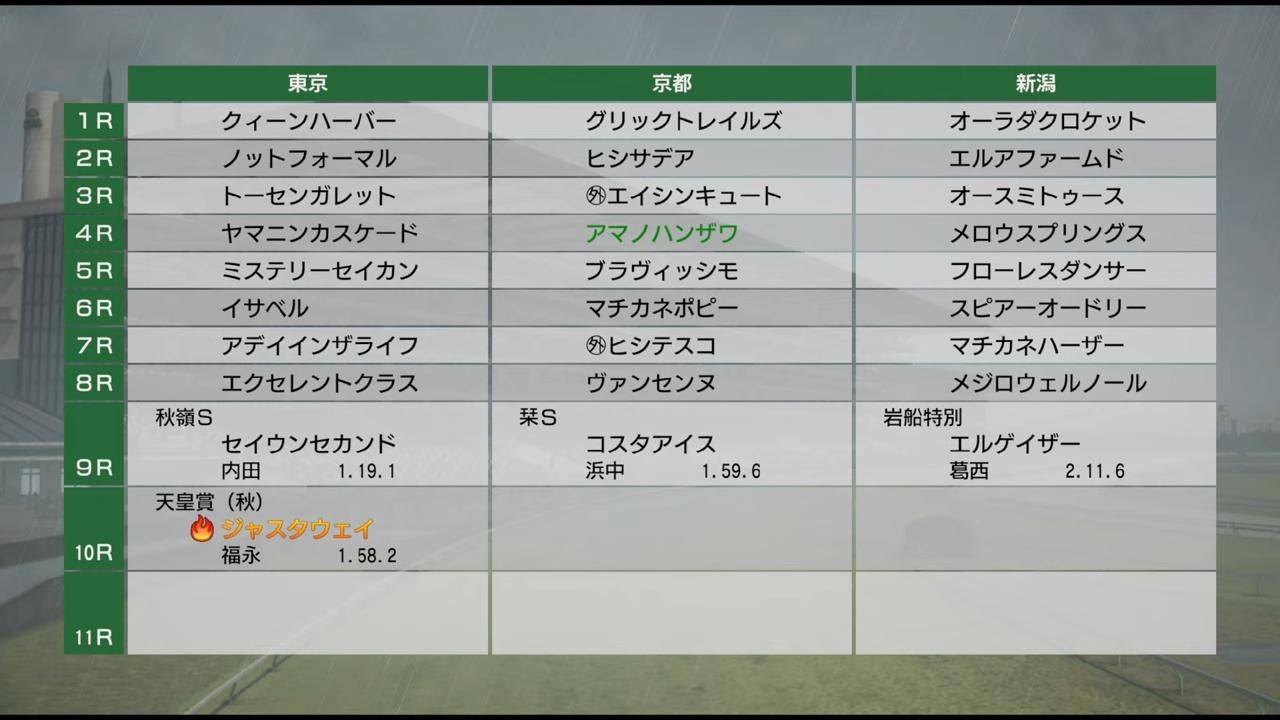 東京 京都 新潟
1R クィーンハーバー グリックトレイルズ オーラダクロケット
2R ノットフォーマル ヒシサデア エルアファームド
3R トーセンガレット ㊕エイシンキュート オースミトゥース
4R ヤマニンカスケード アマノハンザワ メロウスプリングス
5R ミステリーセイカン ブラヴィッシモ フローレスダンサー
6R イサベル マチカネポピー スピアーオードリー
7R アデイインザライフ 外ヒシテスコ マチカネハーザー
8R エクセレントクラス ヴァンセンヌ メジロウェルノール
秋嶺S 栞S 岩船特別
セイウンセカンド コスタアイス エルゲイザー
9R 内田 1.19.1 浜中 1.59.6 葛西 2.11.6
天皇賞（秋）
ジャスタウェイ
10R 福永 1.58.2
11R